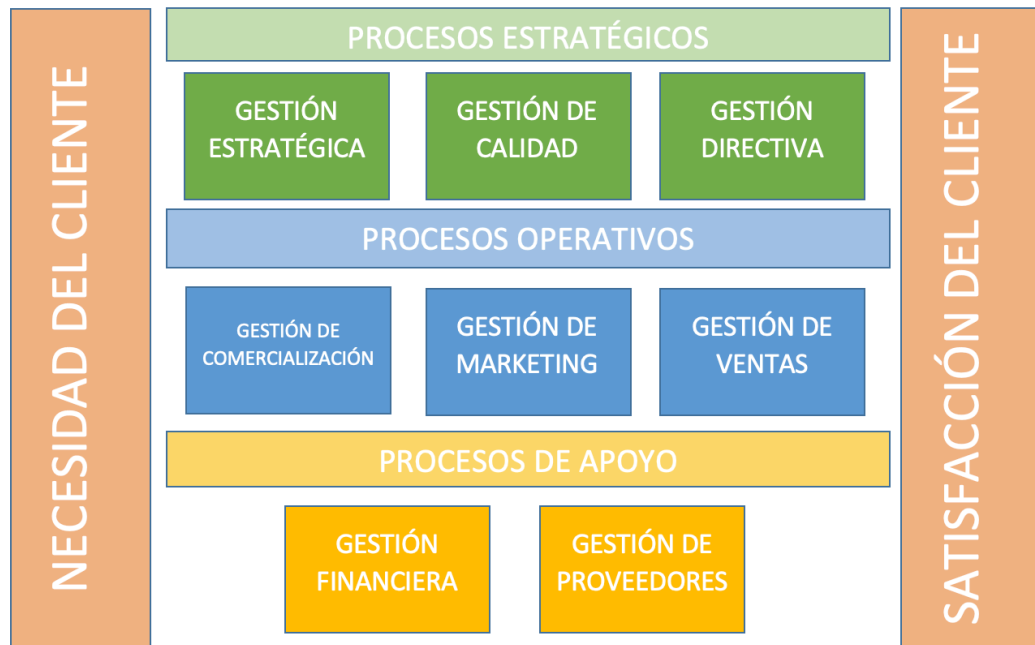 NECESIDAD DEL CLIENTE
PROCESOS ESTRATÉGICOS
GESTIÓN
ESTRATÉGICA
GESTIÓN DE
CALIDAD
GESTIÓN
DIRECTIVA
PROCESOS OPERATIVOS
GESTIÓN DE
COMERCIALIZACIÓN
GESTIÓN DE
MARKETING
GESTIÓN DE
VENTAS
PROCESOS DE APOYO
GESTIÓN
FINANCIERA
GESTIÓN DE
PROVEEDORES
SATISFACCIÓN DEL CLIENTE